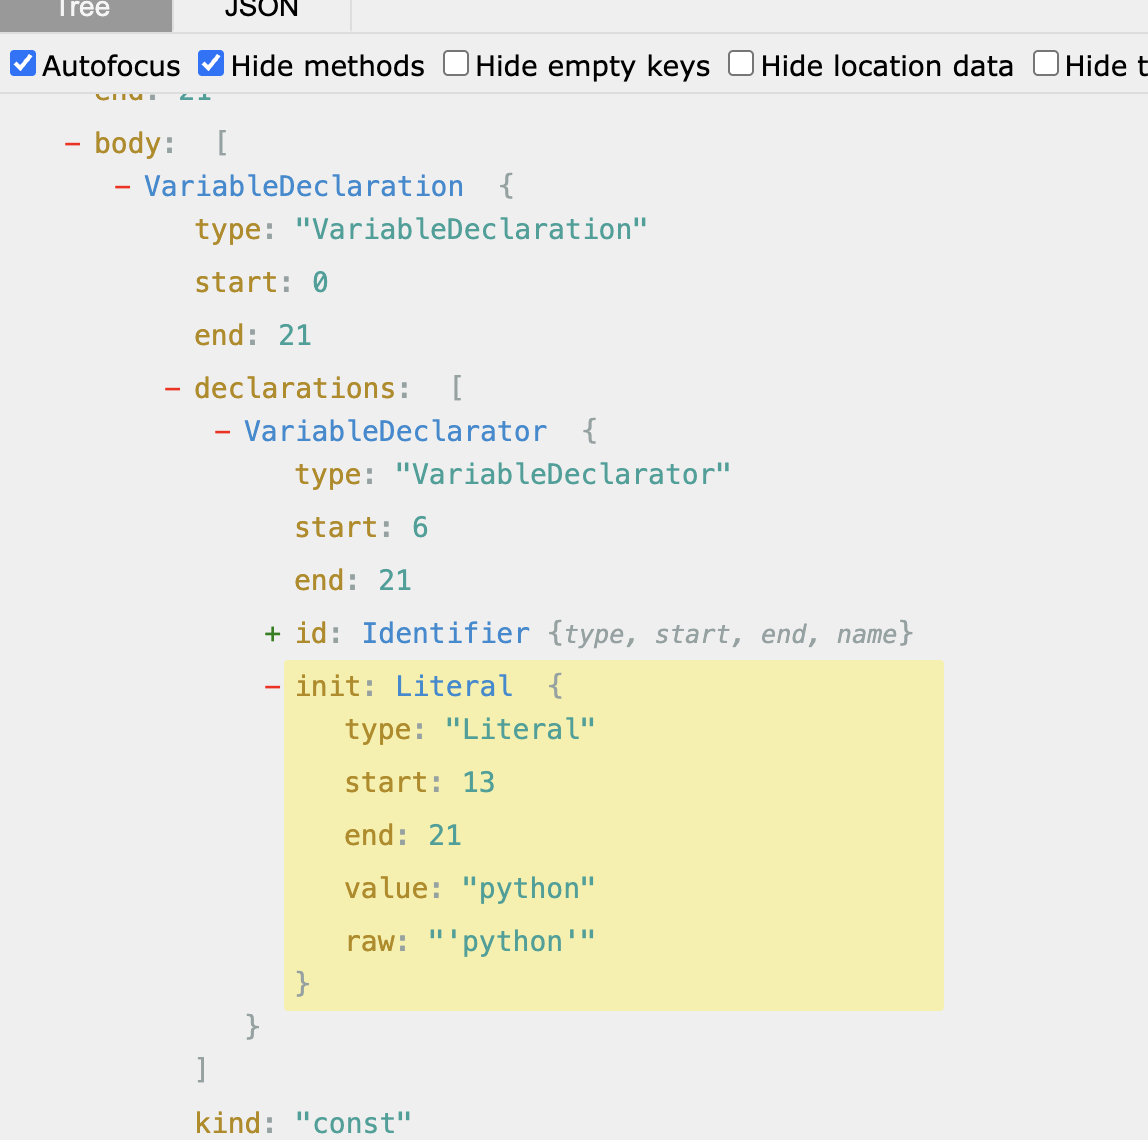 Tree JSON
Autofocus Hide methods Hide empty keys Hide location data Hide t
end: 21
– body: [
– VariableDeclaration {
type: "VariableDeclaration"
start: 0
end: 21
– declarations: [
– VariableDeclarator {
type: "VariableDeclarator"
start: 6
end: 21
+ id: Identifier {type, start, end, name}
– init: Literal {
type: "Literal"
start: 13
end: 21
value: "python"
raw: "'python'"
}
}
]
kind: "const"